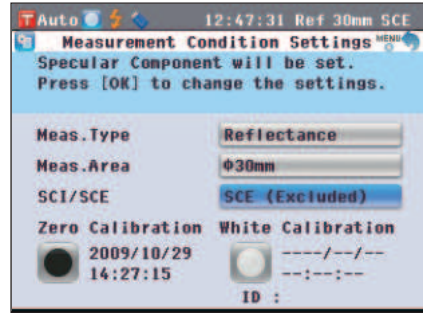 T Auto 12:47:31 Ref 30mm SCE
Measurement Condition Settings MENU
Specular Component will be set.
Press [OK] to change the settings.
Meas.Type Reflectance
Meas.Area Φ30mm
SCI/SCE SCE (Excluded)
Zero Calibration White Calibration
2009/10/29 ----/--/--
14:27:15 --:--:--
ID :